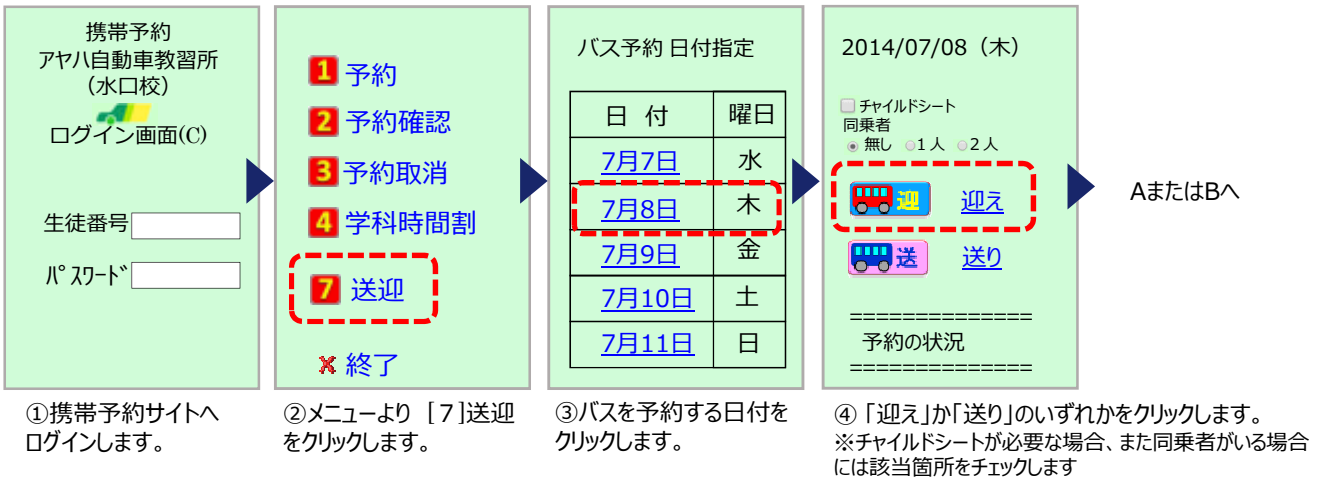 携帯予約
アヤハ自動車教習所
（水口校）
ログイン画面(C)
生徒番号
ﾊﾟｽﾜｰﾄﾞ
①携帯予約サイトへ
ログインします。
1 予約
2 予約確認
3 予約取消
4 学科時間割
7 送迎
終了
②メニューより［７］送迎
をクリックします。
バス予約 日付指定
日 付 曜日
7月7日 水
7月8日 木
7月9日 金
7月10日 土
7月11日 日
③バスを予約する日付を
クリックします。
2014/07/08（木）
チャイルドシート
同乗者
無し 1人 2人
迎 迎え
送 送り
==============
予約の状況
==============
④「迎え」か「送り」のいずれかをクリックします。
※チャイルドシートが必要な場合、また同乗者がいる場合
には該当箇所をチェックします
AまたはBへ